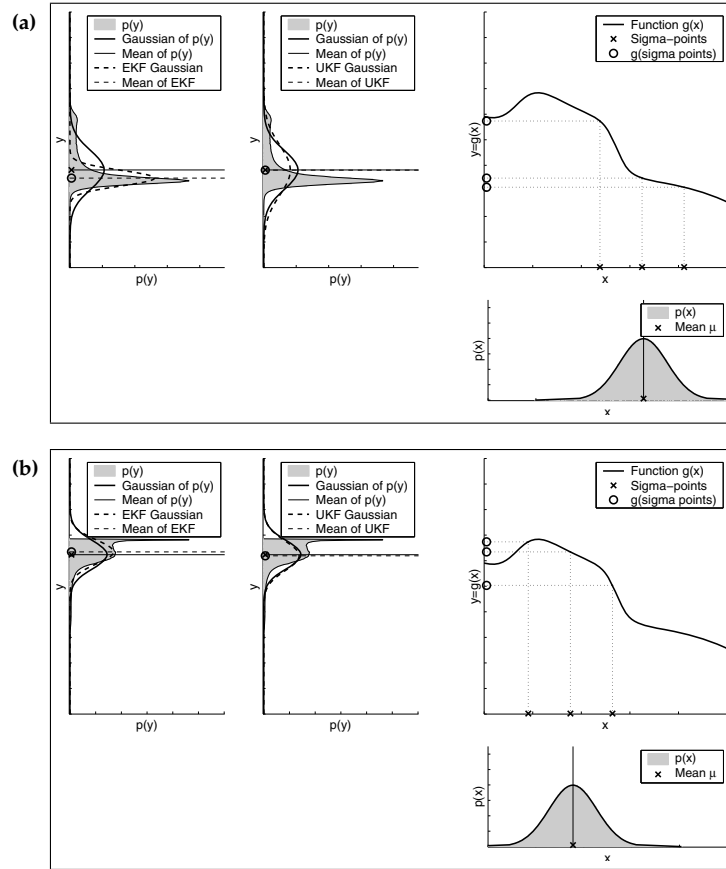 (a)
p(y)
Gaussian of p(y)
Mean of p(y)
EKF Gaussian
Mean of EKF
y
p(y)
p(y)
Gaussian of p(y)
Mean of p(y)
UKF Gaussian
Mean of UKF
y
p(y)
Function g(x)
Sigma−points
g(sigma points)
y=g(x)
x
p(x)
Mean μ
p(x)
x
(b)
p(y)
Gaussian of p(y)
Mean of p(y)
EKF Gaussian
Mean of EKF
y
p(y)
p(y)
Gaussian of p(y)
Mean of p(y)
UKF Gaussian
Mean of UKF
y
p(y)
Function g(x)
Sigma−points
g(sigma points)
y=g(x)
x
p(x)
Mean μ
p(x)
x